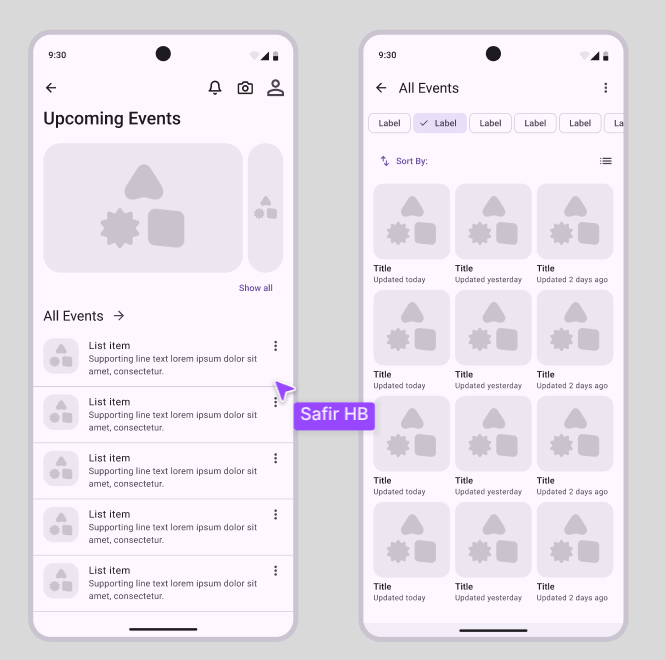 9:30
Upcoming Events
Show all
All Events
List item
Supporting line text lorem ipsum dolor sit
amet, consectetur.
List item
Supporting line text lorem ipsum dolor sit
amet, consectetur.
List item
Supporting line text lorem ipsum dolor sit
amet, consectetur.
List item
Supporting line text lorem ipsum dolor sit
amet, consectetur.
List item
Supporting line text lorem ipsum dolor sit
amet, consectetur.
Safir HB
9:30
All Events
Label Label Label Label Label La
Sort By:
Title Title Title
Updated today Updated yesterday Updated 2 days ago
Title Title Title
Updated today Updated yesterday Updated 2 days ago
Title Title Title
Updated today Updated yesterday Updated 2 days ago
Title Title Title
Updated today Updated yesterday Updated 2 days ago